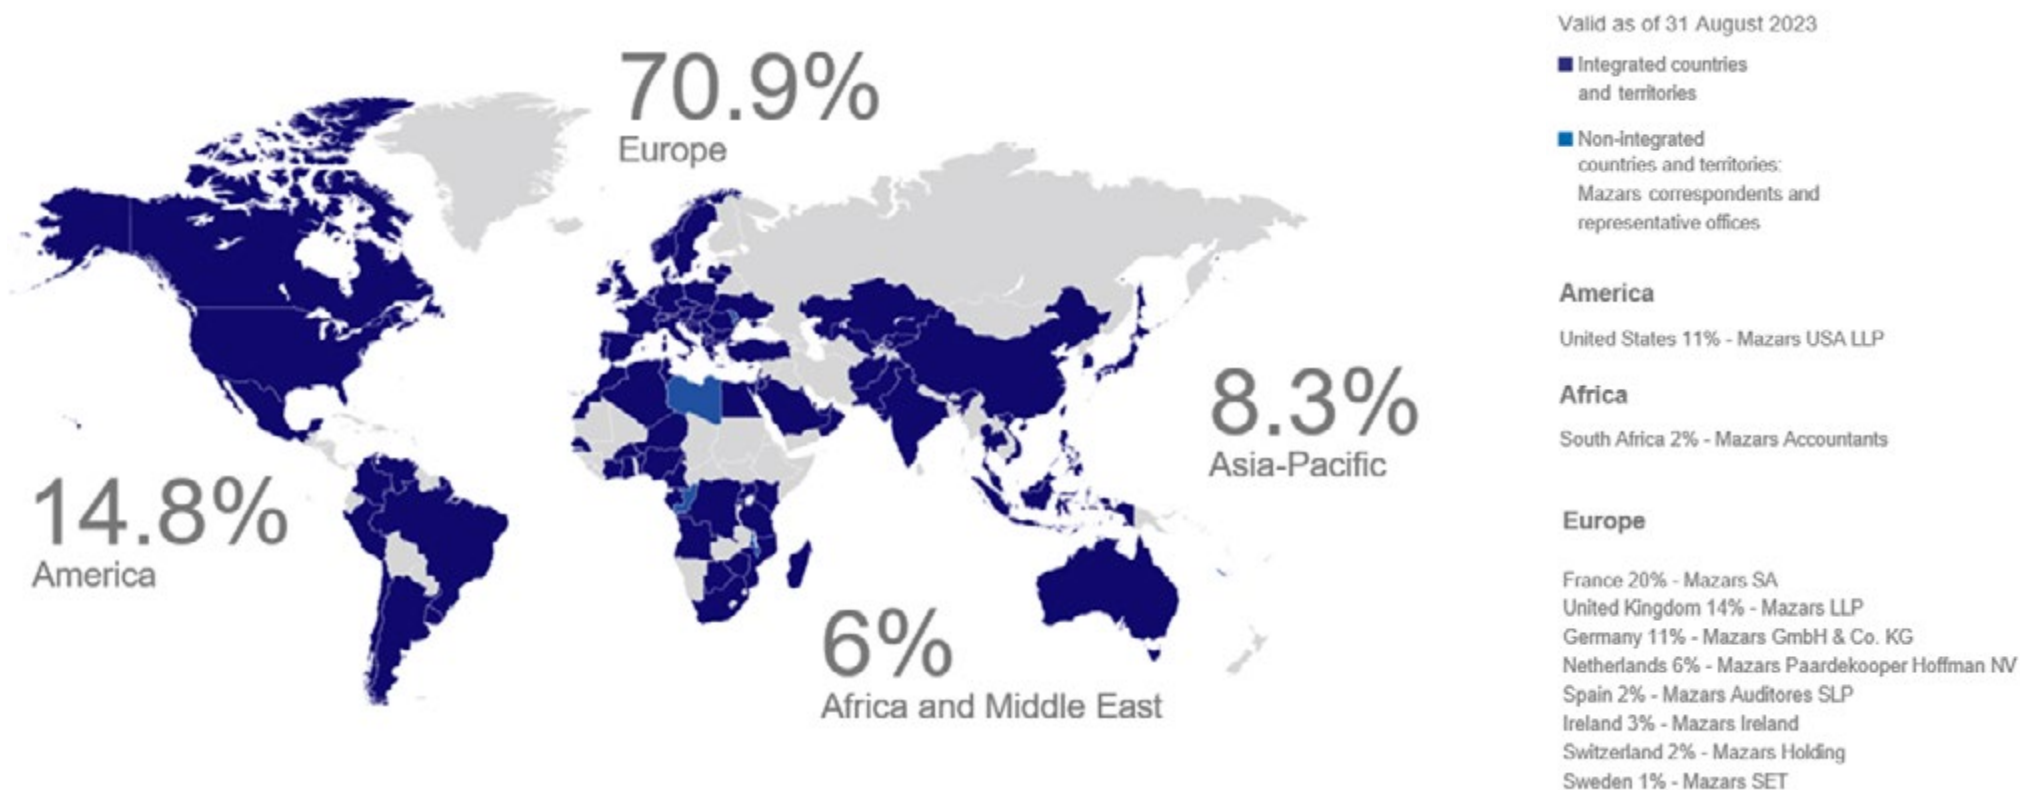 70.9%
Europe
14.8%
America
8.3%
Asia-Pacific
6%
Africa and Middle East
Valid as of 31 August 2023
Integrated countries
and territories
Non-integrated
countries and territories:
Mazars correspondents and
representative offices
America
United States 11% - Mazars USA LLP
Africa
South Africa 2% - Mazars Accountants
Europe
France 20% - Mazars SA
United Kingdom 14% - Mazars LLP
Germany 11% - Mazars GmbH & Co. KG
Netherlands 6% - Mazars Paardekooper Hoffman NV
Spain 2% - Mazars Auditores SLP
Ireland 3% - Mazars Ireland
Switzerland 2% - Mazars Holding
Sweden 1% - Mazars SET